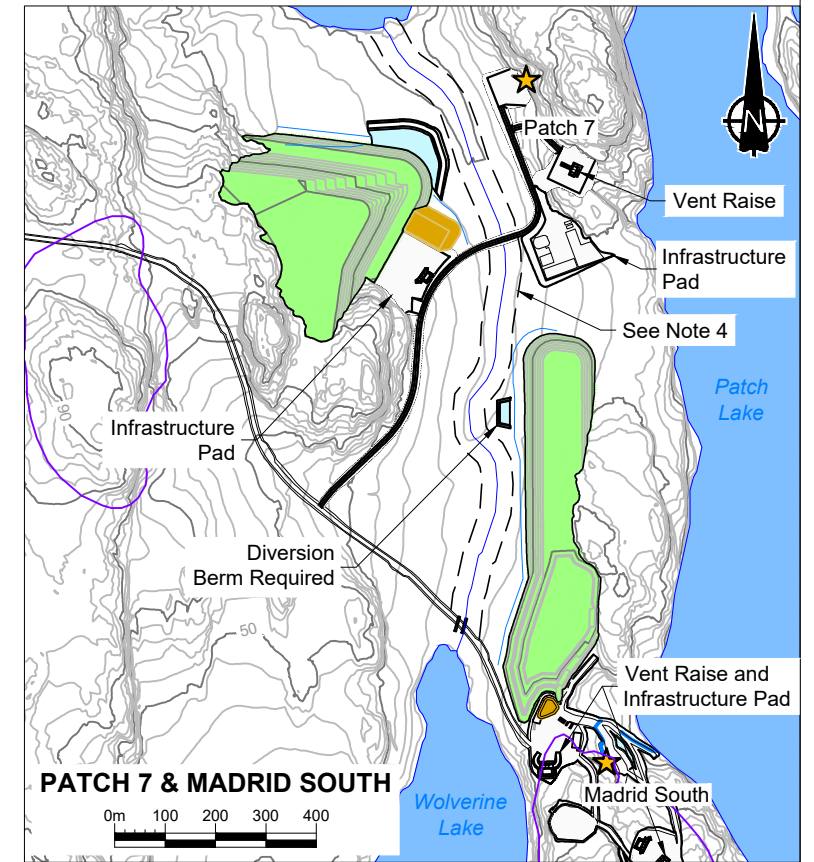 N
Patch 7
Vent Raise
Infrastructure
Pad
See Note 4
Patch
Lake
Infrastructure
Pad
90
Diversion
Berm Required
50
Vent Raise and
Infrastructure Pad
PATCH 7 & MADRID SOUTH
Madrid South
Wolverine
Lake
0m 100 200 300 400